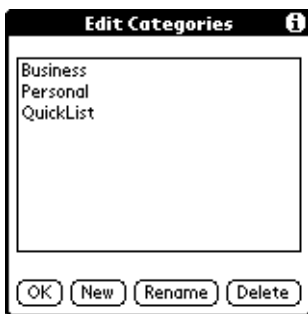 Edit Categories i
Business
Personal
QuickList
OK New Rename Delete